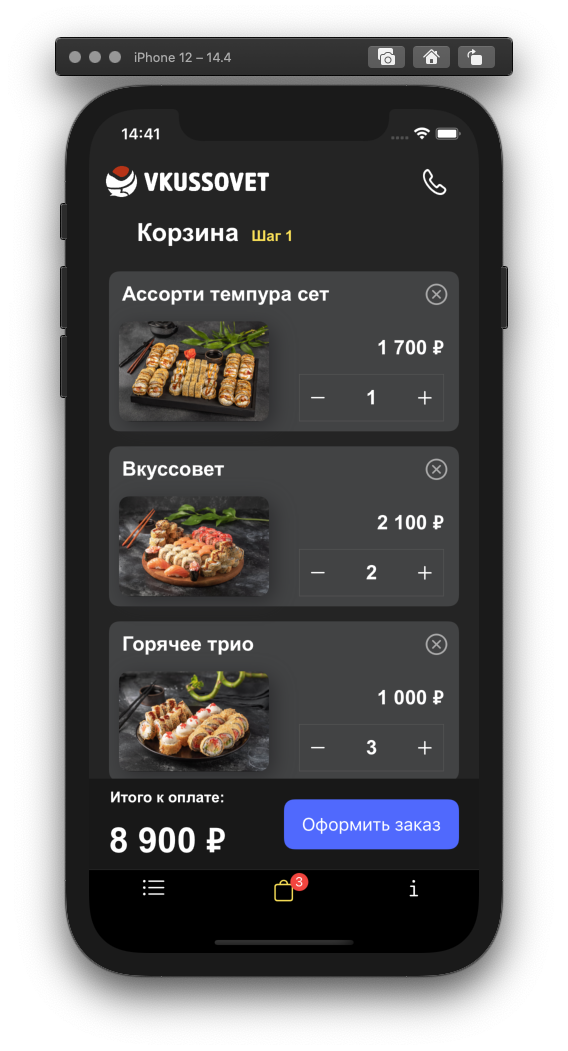 iPhone 12 – 14.4
14:41
VKUSSOVET
Корзина Шаг 1
Ассорти темпура сет
1 700 ₽
1
Вкуссовет
2 100 ₽
2
Горячее трио
1 000 ₽
3
Итого к оплате:
8 900 ₽
Оформить заказ
3